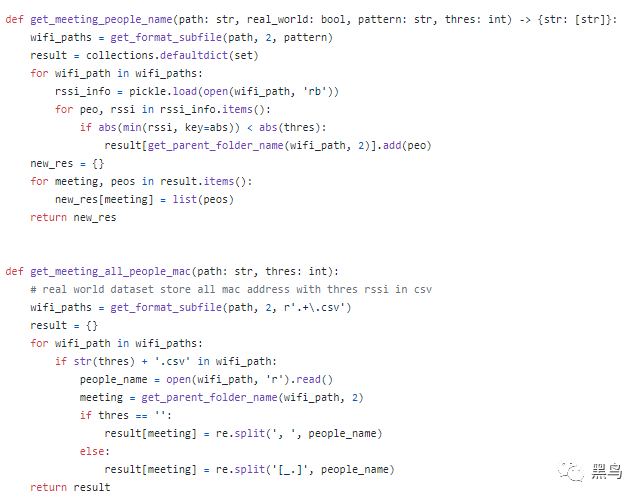 def get_meeting_people_name(path: str, real_world: bool, pattern: str, thres: int) -> {str: [str]}:
    wifi_paths = get_format_subfile(path, 2, pattern)
    result = collections.defaultdict(set)
    for wifi_path in wifi_paths:
        rssi_info = pickle.load(open(wifi_path, 'rb'))
        for peo, rssi in rssi_info.items():
            if abs(min(rssi, key=abs)) < abs(thres):
                result[get_parent_folder_name(wifi_path, 2)].add(peo)
    new_res = {}
    for meeting, peos in result.items():
        new_res[meeting] = list(peos)
    return new_res
def get_meeting_all_people_mac(path: str, thres: int):
    # real world dataset store all mac address with thres rssi in csv
    wifi_paths = get_format_subfile(path, 2, r'.+\.csv')
    result = {}
    for wifi_path in wifi_paths:
        if str(thres) + '.csv' in wifi_path:
            people_name = open(wifi_path, 'r').read()
            meeting = get_parent_folder_name(wifi_path, 2)
            if thres == '':
                result[meeting] = re.split(', ', people_name)
            else:
                result[meeting] = re.split('[_.]', people_name)
    return result
黑鸟